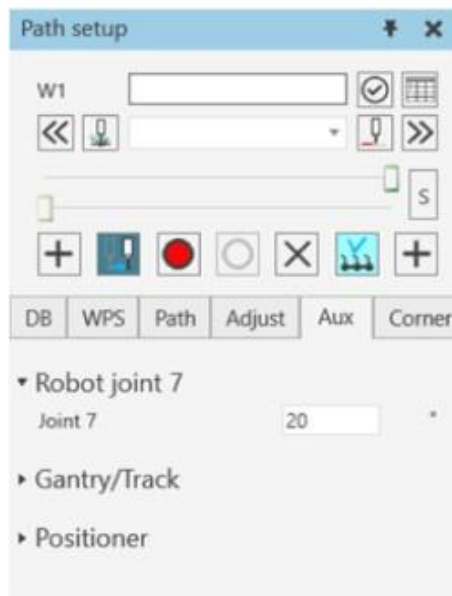 Path setup
W1
S
DB WPS Path Adjust Aux Corner
Robot joint 7
Joint 7 20 °
Gantry/Track
Positioner